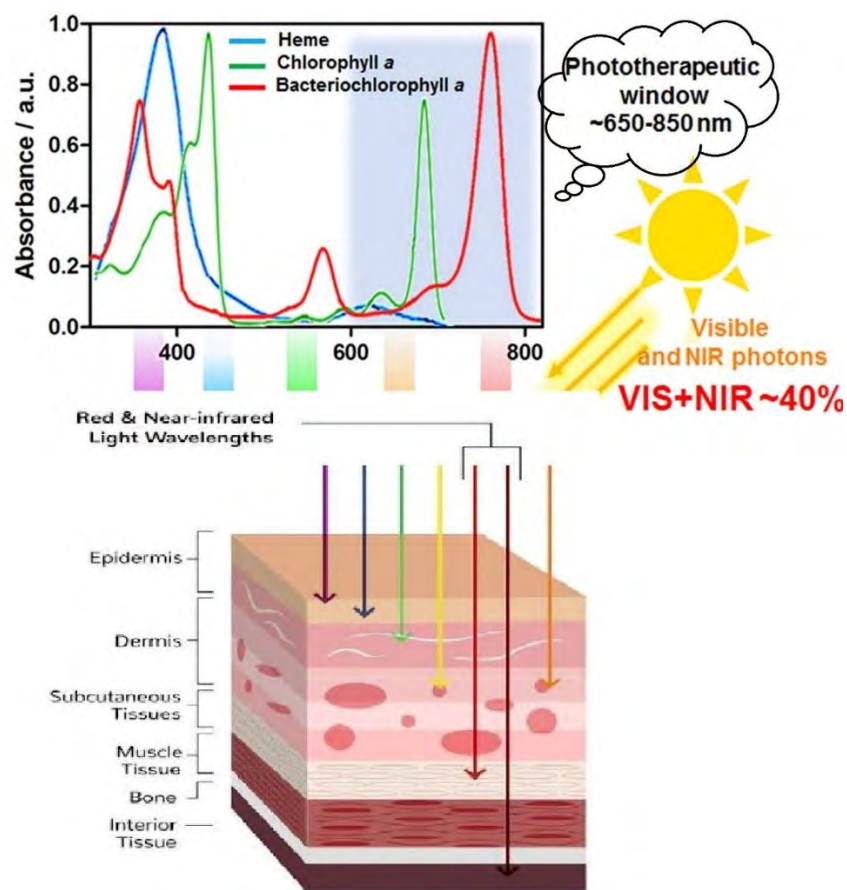 1.0
0.8
0.6
0.4
0.2
0.0
Absorbance / a.u.
Heme
Chlorophyll a
Bacteriochlorophyll a
400
600
800
Phototherapeutic
window
~650-850 nm
Visible
and NIR photons
VIS+NIR ~40%
Red & Near-infrared
Light Wavelengths
Epidermis
Dermis
Subcutaneous
Tissues
Muscle
Tissue
Bone
Interior
Tissue